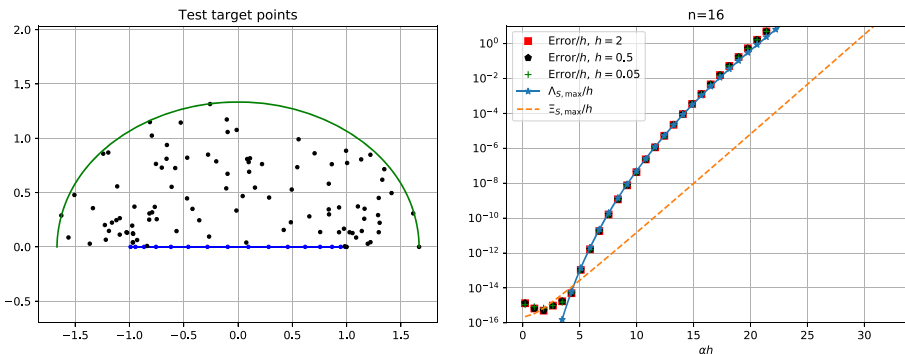 Test target points
2.0
1.5
1.0
0.5
0.0
−0.5
−1.5 −1.0 −0.5 0.0 0.5 1.0 1.5
n=16
Error/h, h = 2
Error/h, h = 0.5
Error/h, h = 0.05
Λ_{S, max}/h
Ξ_{S, max}/h
10^0
10^{−2}
10^{−4}
10^{−6}
10^{−8}
10^{−10}
10^{−12}
10^{−14}
10^{−16}
0 5 10 15 20 25 30
αh